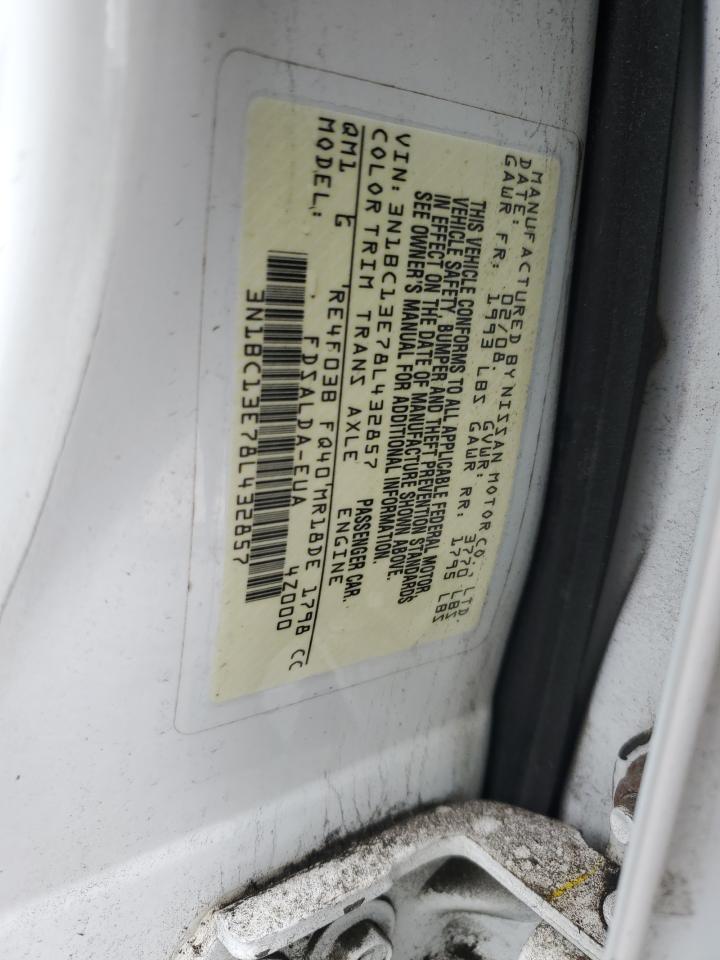 MANUFACTURED BY NISSAN MOTOR CO., LTD.
DATE: 02/08 GVWR: 3770 LBS
GAWR FR: 1993 LBS GAWR RR: 1795 LBS
THIS VEHICLE CONFORMS TO ALL APPLICABLE FEDERAL MOTOR
VEHICLE SAFETY, BUMPER AND THEFT PREVENTION STANDARDS
IN EFFECT ON THE DATE OF MANUFACTURE SHOWN ABOVE.
SEE OWNER'S MANUAL FOR ADDITIONAL INFORMATION.
VIN: 3N1BC13E78L432857 PASSENGER CAR.
COLOR TRIM TRANS AXLE ENGINE
QM1 G RE4F03B FQ40 MR18DE 1798 CC
MODEL: FDSALDA-EUA 4Z000
3N1BC13E78L432857